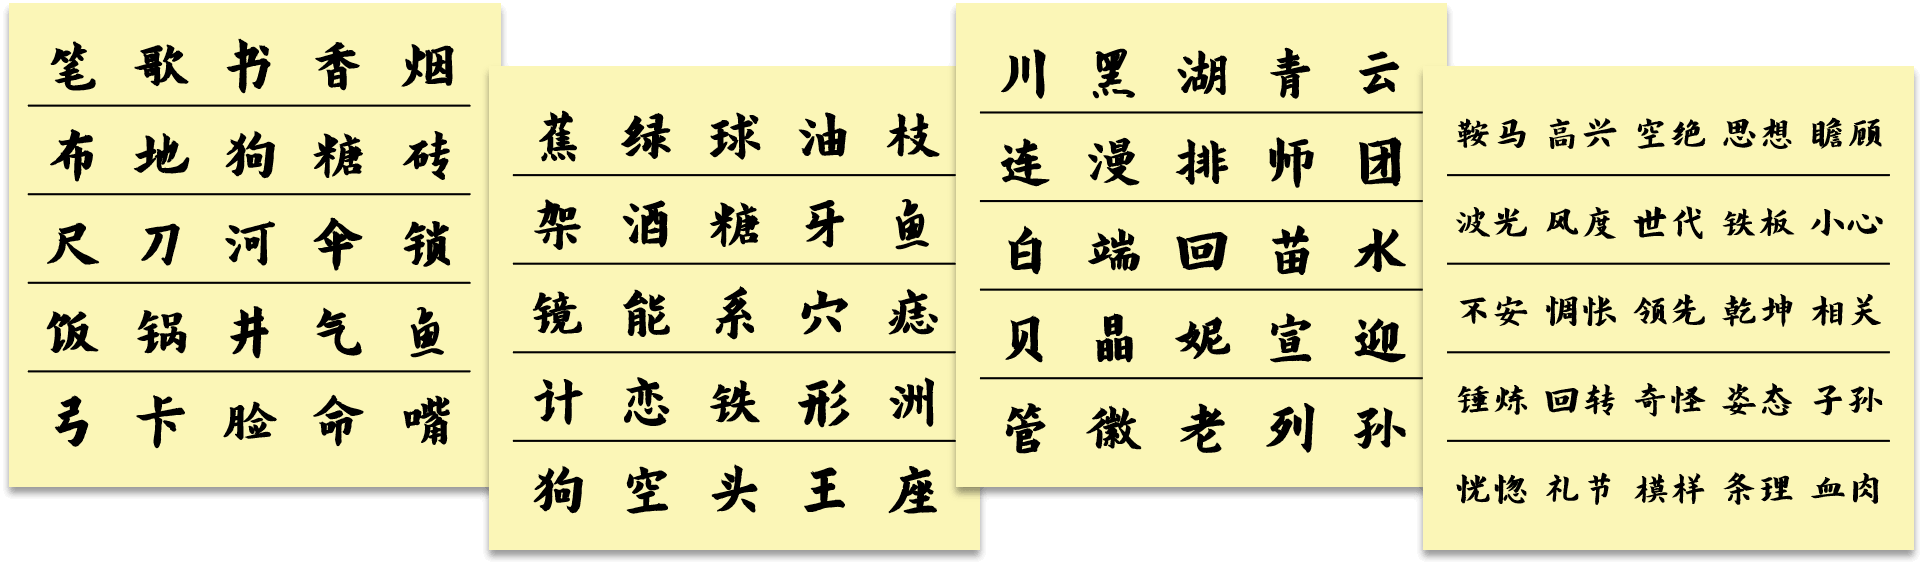 笔 歌 书 香 烟
布 地 狗 糖 砖
尺 刀 河 伞 锁
饭 锅 井 气 鱼
弓 卡 脸 命 嘴
蕉 绿 球 油 枝
架 酒 糖 牙 鱼
镜 能 系 穴 痣
计 恋 铁 形 洲
狗 空 头 王 座
川 黑 湖 青 云
连 漫 排 师 团
白 端 回 苗 水
贝 晶 妮 宣 迎
管 徽 老 列 孙
鞍马 高兴 空绝 思想 瞻顾
波光 风度 世代 铁板 小心
不安 惆怅 领先 乾坤 相关
锤炼 回转 奇怪 姿态 子孙
恍惚 礼节 模样 条理 血肉